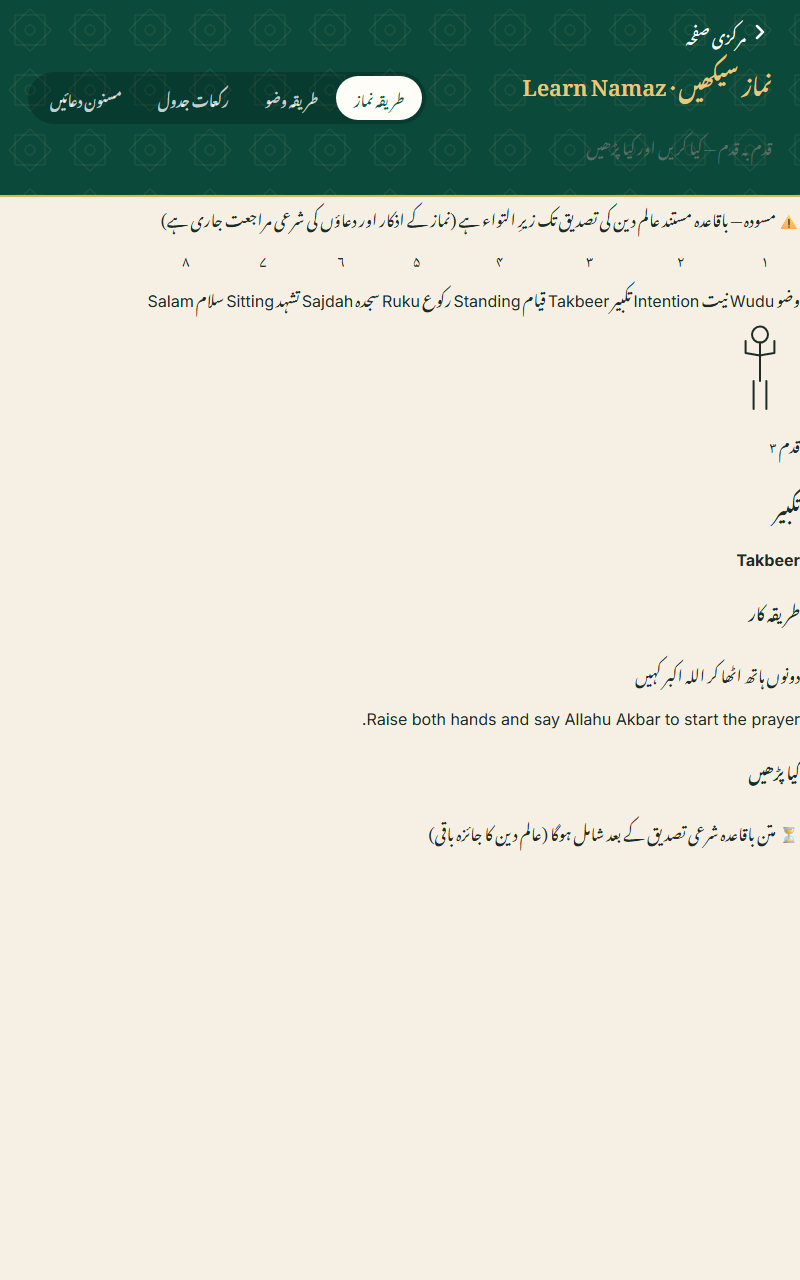 مرکزی صفحہ
نماز سیکھیں · Learn Namaz
طریقہ نماز
طریقہ وضو
رکعات جدول
مسنون دعائیں
قدم بہ قدم — کیا کریں اور کیا پڑھیں
⚠️ مسودہ — باقاعدہ مستند عالم دین کی تصدیق تک زیرِ التواء ہے (نماز کے اذکار اور دعاؤں کی شرعی مراجعت جاری ہے)
۱ ۲ ۳ ۴ ۵ ٦ ۷ ۸
وضو Wudu نیت Intention تکبیر Takbeer قیام Standing رکوع Ruku سجدہ Sajdah تشہد Sitting سلام Salam
قدم ۳
تکبیر
Takbeer
طریقہ کار
دونوں ہاتھ اٹھا کر اللہ اکبر کہیں
.Raise both hands and say Allahu Akbar to start the prayer
کیا پڑھیں
⏳ متن باقاعدہ شرعی تصدیق کے بعد شامل ہوگا (عالم دین کا جائزہ باقی)